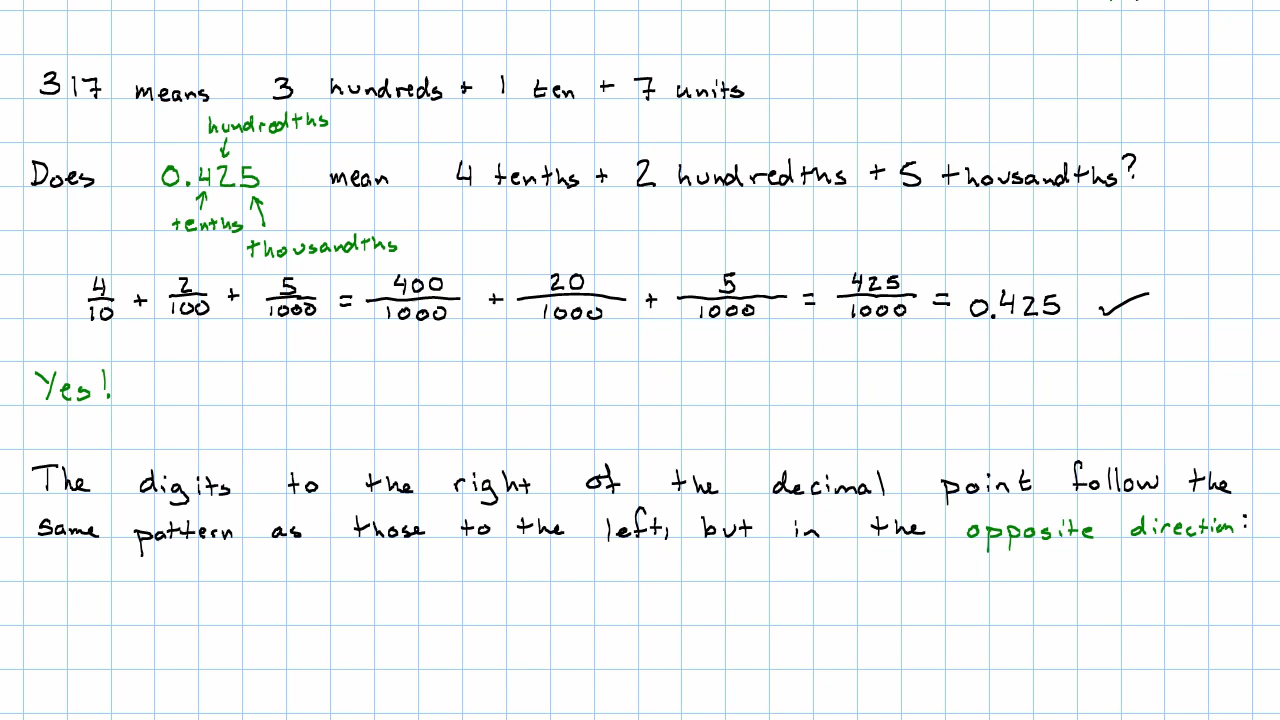 317 means 3 hundreds + 1 ten + 7 units
hundredths
Does 0.425 mean 4 tenths + 2 hundredths + 5 thousandths?
tenths
thousandths
4/10 + 2/100 + 5/1000 = 400/1000 + 20/1000 + 5/1000 = 425/1000 = 0.425 ✓
Yes!
The digits to the right of the decimal point follow the
same pattern as those to the left, but in the opposite direction: